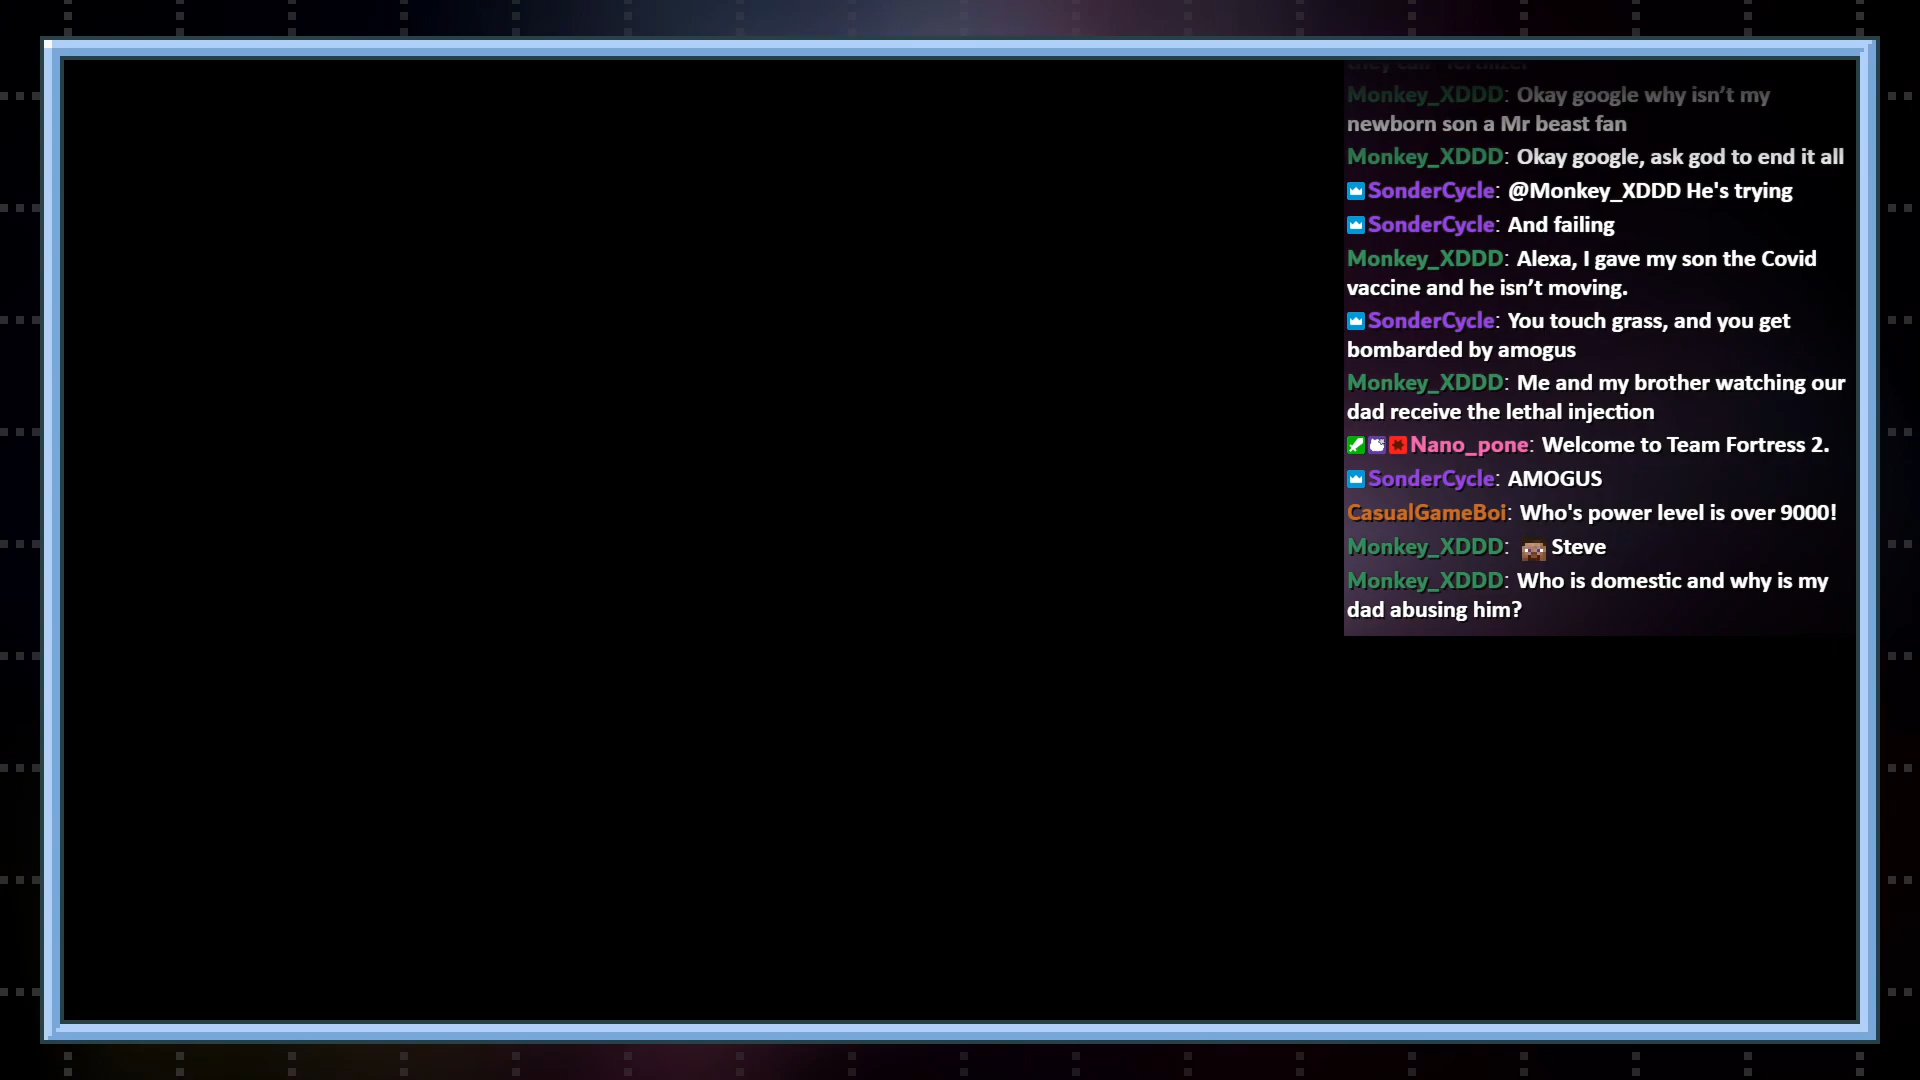 they call "fertilizer
Monkey_XDDD: Okay google why isn’t my
newborn son a Mr beast fan
Monkey_XDDD: Okay google, ask god to end it all
SonderCycle: @Monkey_XDDD He's trying
SonderCycle: And failing
Monkey_XDDD: Alexa, I gave my son the Covid
vaccine and he isn’t moving.
SonderCycle: You touch grass, and you get
bombarded by amogus
Monkey_XDDD: Me and my brother watching our
dad receive the lethal injection
Nano_pone: Welcome to Team Fortress 2.
SonderCycle: AMOGUS
CasualGameBoi: Who's power level is over 9000!
Monkey_XDDD: Steve
Monkey_XDDD: Who is domestic and why is my
dad abusing him?